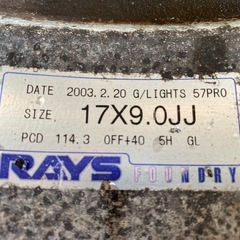 DATE 2003.2.20 G/LIGHTS 57PRO
SIZE. 17X9.0JJ
PCD 114.3 OFF+40 5H GL
RAYS FOUNDRY